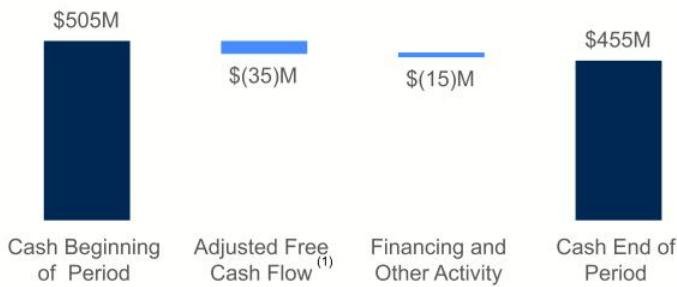 $505M
$(35)M
$(15)M
$455M
Cash Beginning
of Period
Adjusted Free
Cash Flow (1)
Financing and
Other Activity
Cash End of
Period